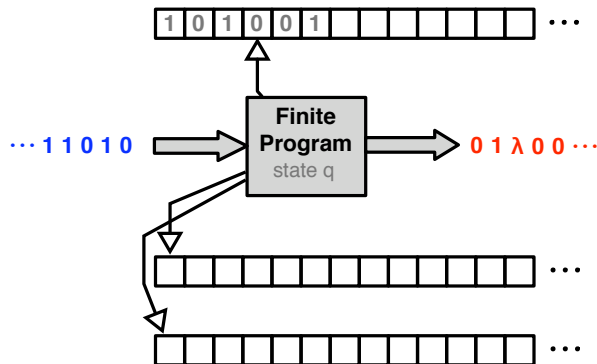 1 0 1 0 0 1 ···
Finite
Program
state q
··· 1 1 0 1 0
0 1 λ 0 0 ···
···
···